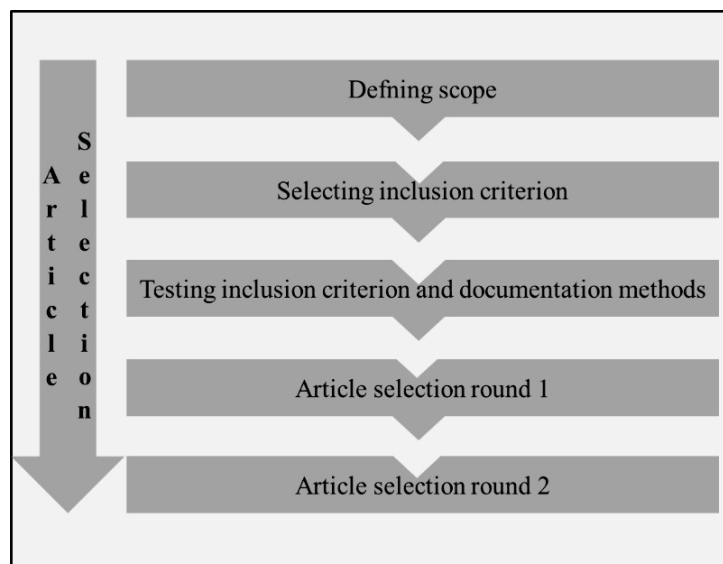 Article
Selection
Defning scope
Selecting inclusion criterion
Testing inclusion criterion and documentation methods
Article selection round 1
Article selection round 2